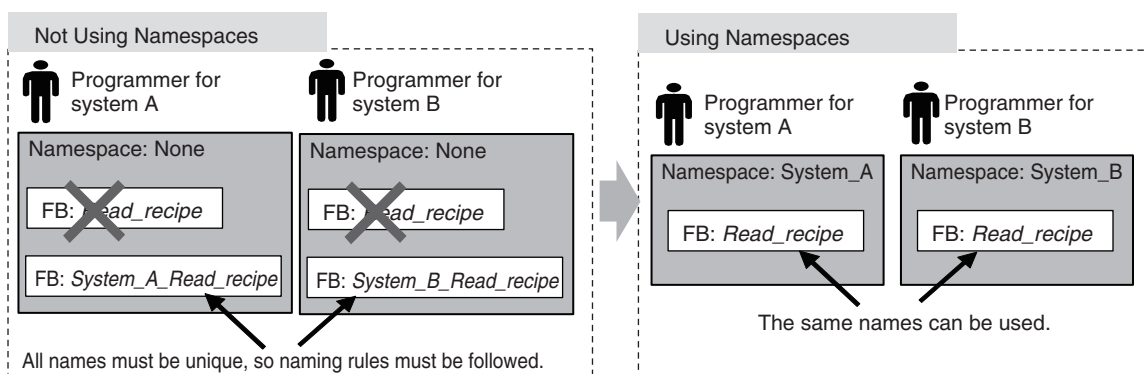 Not Using Namespaces
Programmer for
system A
Programmer for
system B
Namespace: None
FB: Read_recipe
FB: System_A_Read_recipe
Namespace: None
FB: Read_recipe
FB: System_B_Read_recipe
All names must be unique, so naming rules must be followed.
Using Namespaces
Programmer for
system A
Programmer for
system B
Namespace: System_A
FB: Read_recipe
Namespace: System_B
FB: Read_recipe
The same names can be used.